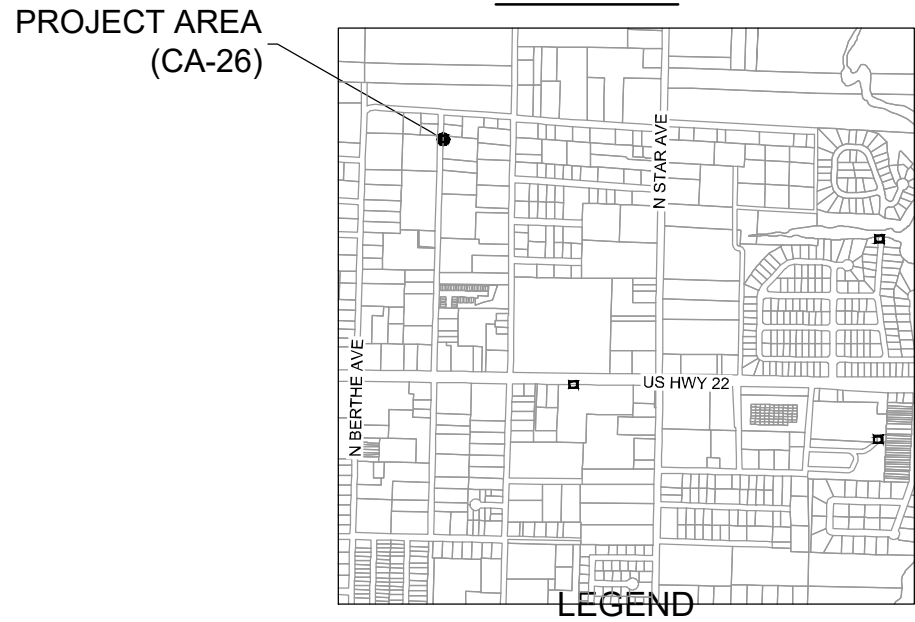 PROJECT AREA
(CA-26)
N STAR AVE
N BERTHE AVE
US HWY 22
LEGEND